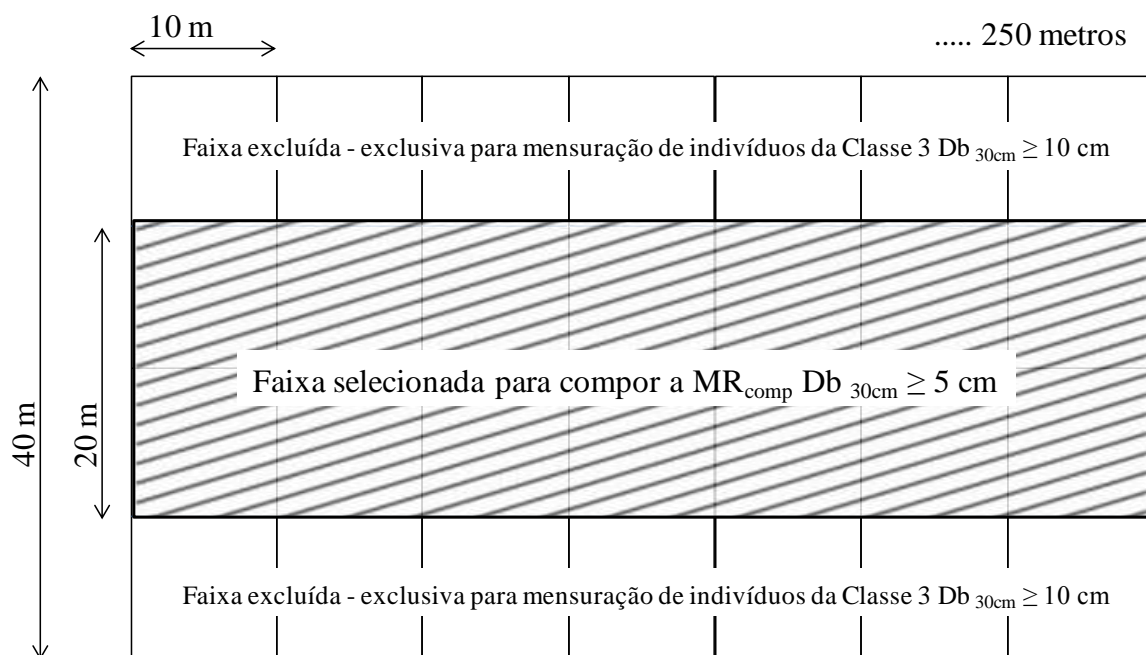 10 m
..... 250 metros
Faixa excluída - exclusiva para mensuração de indivíduos da Classe 3 Db 30cm ≥ 10 cm
40 m
20 m
Faixa selecionada para compor a MRcomp Db 30cm ≥ 5 cm
Faixa excluída - exclusiva para mensuração de indivíduos da Classe 3 Db 30cm ≥ 10 cm